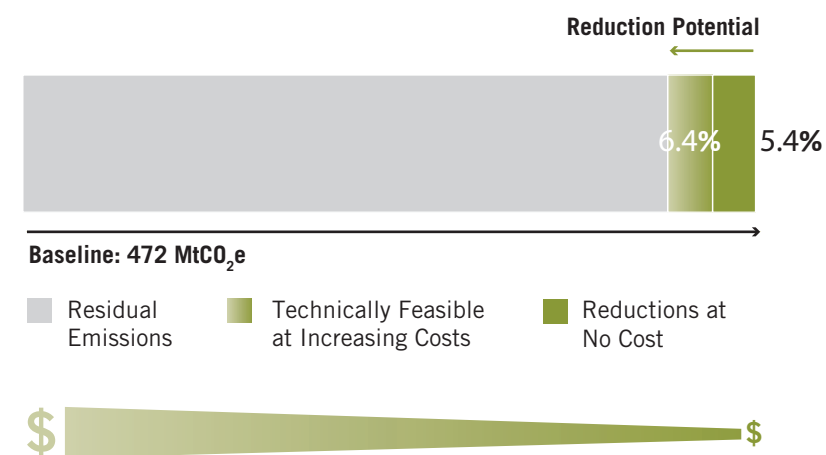 Reduction Potential
6.4% 5.4%
Baseline: 472 MtCO₂e
Residual Emissions
Technically Feasible at Increasing Costs
Reductions at No Cost
$ $